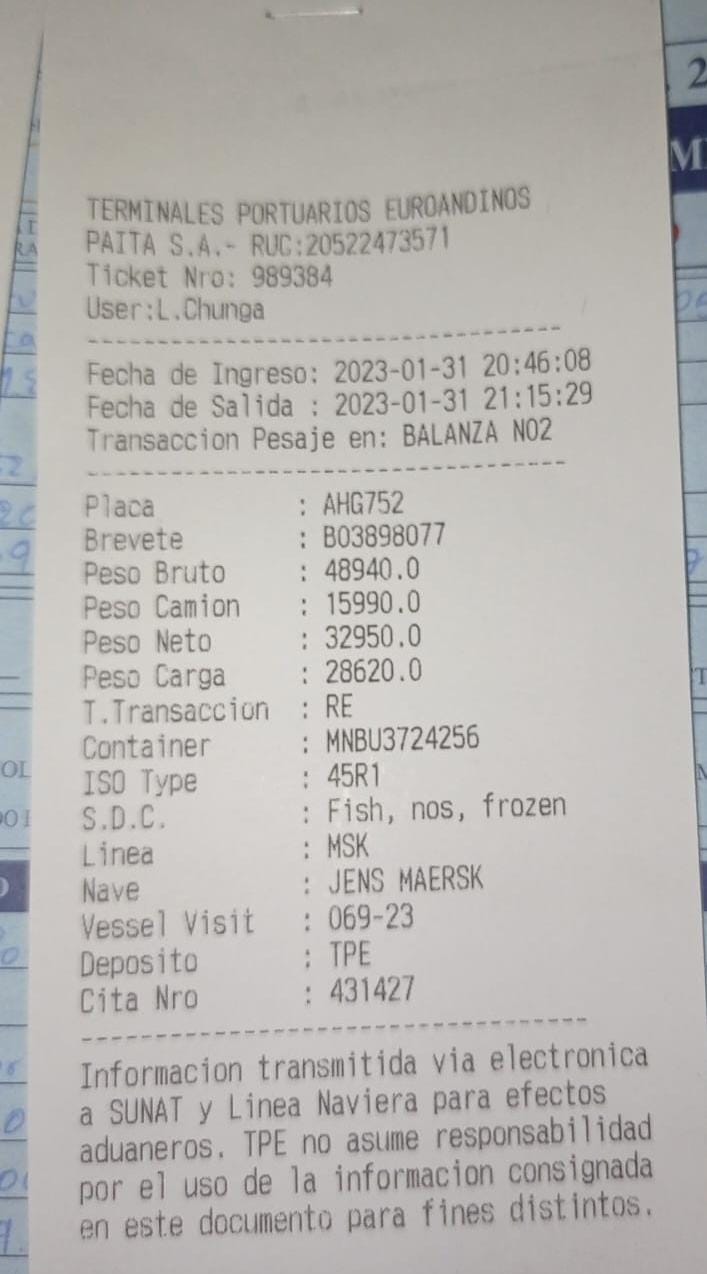 TERMINALES PORTUARIOS EUROANDINOS
PAITA S.A.- RUC:20522473571
Ticket Nro: 989384
User:L.Chunga
Fecha de Ingreso: 2023-01-31 20:46:08
Fecha de Salida : 2023-01-31 21:15:29
Transaccion Pesaje en: BALANZA NO2
Placa : AHG752
Brevete : B03898077
Peso Bruto : 48940.0
Peso Camion : 15990.0
Peso Neto : 32950.0
Peso Carga : 28620.0
T.Transaccion : RE
Container : MNBU3724256
ISO Type : 45R1
S.D.C. : Fish, nos, frozen
Linea : MSK
Nave : JENS MAERSK
Vessel Visit : 069-23
Deposito : TPE
Cita Nro : 431427
Informacion transmitida via electronica
a SUNAT y Linea Naviera para efectos
aduaneros. TPE no asume responsabilidad
por el uso de la informacion consignada
en este documento para fines distintos.